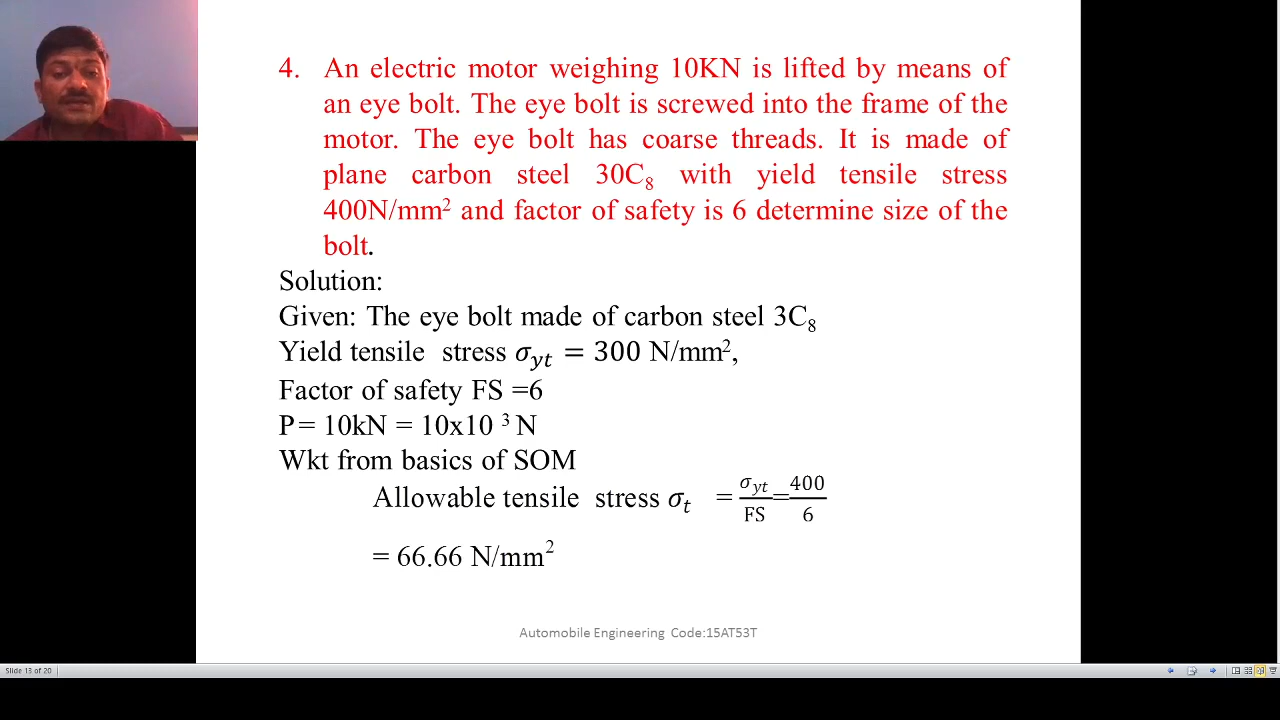 4. An electric motor weighing 10KN is lifted by means of
an eye bolt. The eye bolt is screwed into the frame of the
motor. The eye bolt has coarse threads. It is made of
plane carbon steel 30C₈ with yield tensile stress
400N/mm² and factor of safety is 6 determine size of the
bolt.
Solution:
Given: The eye bolt made of carbon steel 3C₈
Yield tensile stress σyt = 300 N/mm²,
Factor of safety FS =6
P= 10kN = 10x10 ³ N
Wkt from basics of SOM
Allowable tensile stress σt = σyt/FS = 400/6
= 66.66 N/mm²
Automobile Engineering Code:15AT53T
Slide 13 of 20